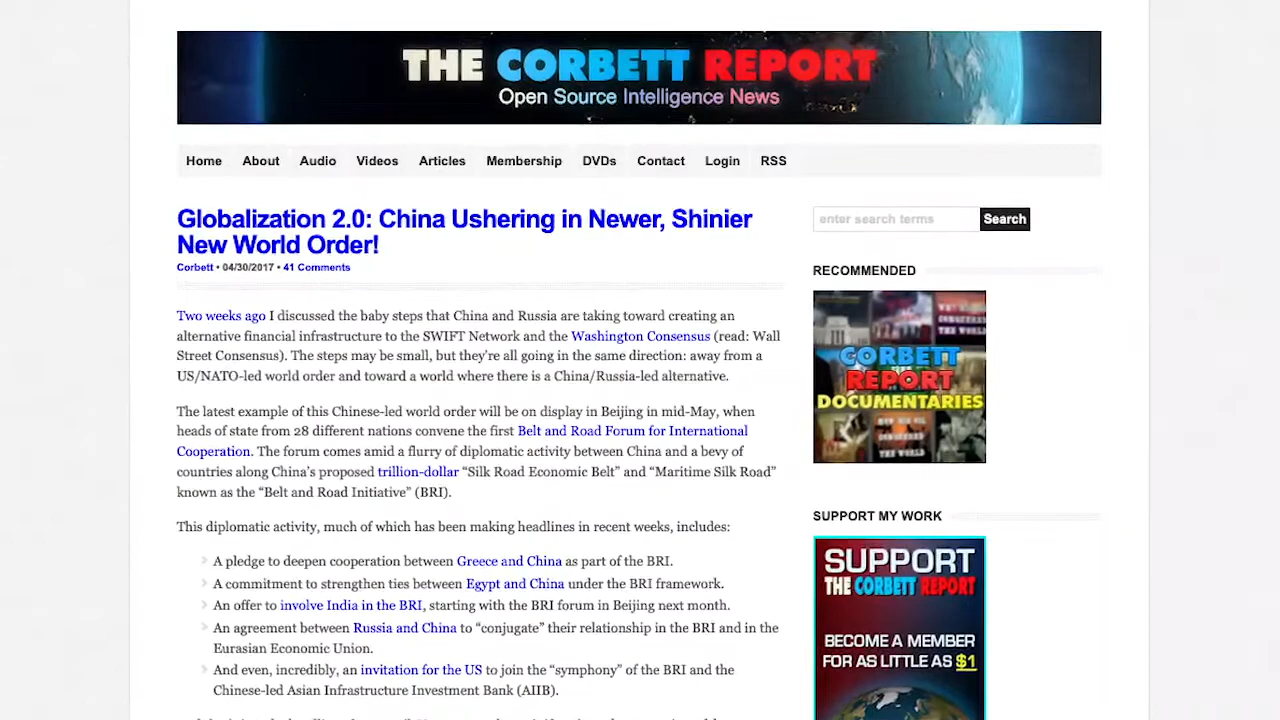 THE CORBETT REPORT
Open Source Intelligence News
Home About Audio Videos Articles Membership DVDs Contact Login RSS
Globalization 2.0: China Ushering in Newer, Shinier
New World Order!
Corbett • 04/30/2017 • 41 Comments
Two weeks ago I discussed the baby steps that China and Russia are taking toward creating an
alternative financial infrastructure to the SWIFT Network and the Washington Consensus (read: Wall
Street Consensus). The steps may be small, but they're all going in the same direction: away from a
US/NATO-led world order and toward a world where there is a China/Russia-led alternative.
The latest example of this Chinese-led world order will be on display in Beijing in mid-May, when
heads of state from 28 different nations convene the first Belt and Road Forum for International
Cooperation. The forum comes amid a flurry of diplomatic activity between China and a bevy of
countries along China's proposed trillion-dollar “Silk Road Economic Belt” and “Maritime Silk Road”
known as the “Belt and Road Initiative” (BRI).
This diplomatic activity, much of which has been making headlines in recent weeks, includes:
A pledge to deepen cooperation between Greece and China as part of the BRI.
A commitment to strengthen ties between Egypt and China under the BRI framework.
An offer to involve India in the BRI, starting with the BRI forum in Beijing next month.
An agreement between Russia and China to “conjugate” their relationship in the BRI and in the
Eurasian Economic Union.
And even, incredibly, an invitation for the US to join the “symphony” of the BRI and the
Chinese-led Asian Infrastructure Investment Bank (AIIB).
enter search terms Search
RECOMMENDED
CORBETT
REPORT
DOCUMENTARIES
SUPPORT MY WORK
SUPPORT
THE CORBETT REPORT
BECOME A MEMBER
FOR AS LITTLE AS $1